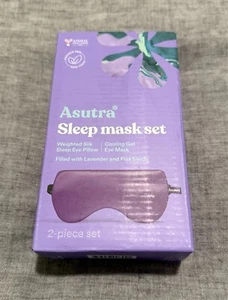 Asutra®
Sleep mask set
Weighted Silk Cooling Gel
Sleep Eye Pillow Eye Mask
Filled with Lavender and Flax Seed
2-piece set